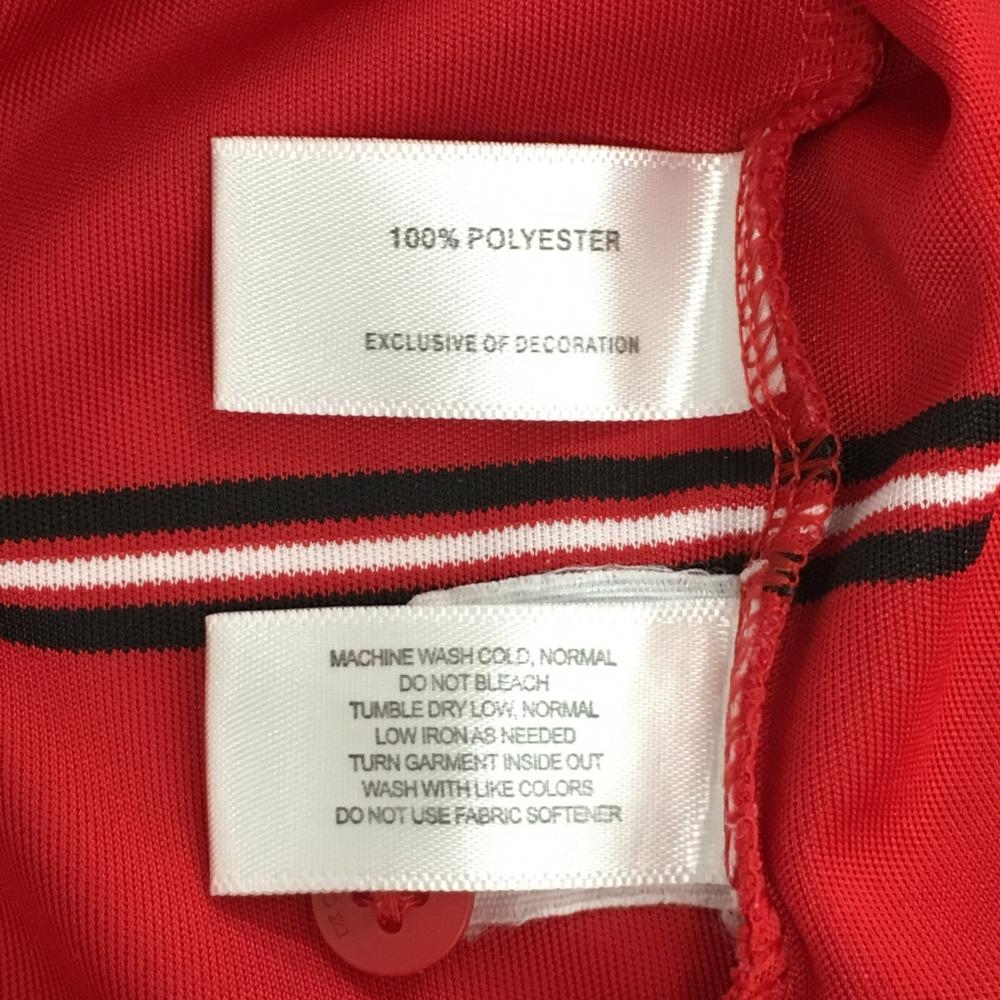 100% POLYESTER
EXCLUSIVE OF DECORATION
MACHINE WASH COLD, NORMAL
DO NOT BLEACH
TUMBLE DRY LOW, NORMAL
LOW IRON AS NEEDED
TURN GARMENT INSIDE OUT
WASH WITH LIKE COLORS
DO NOT USE FABRIC SOFTENER